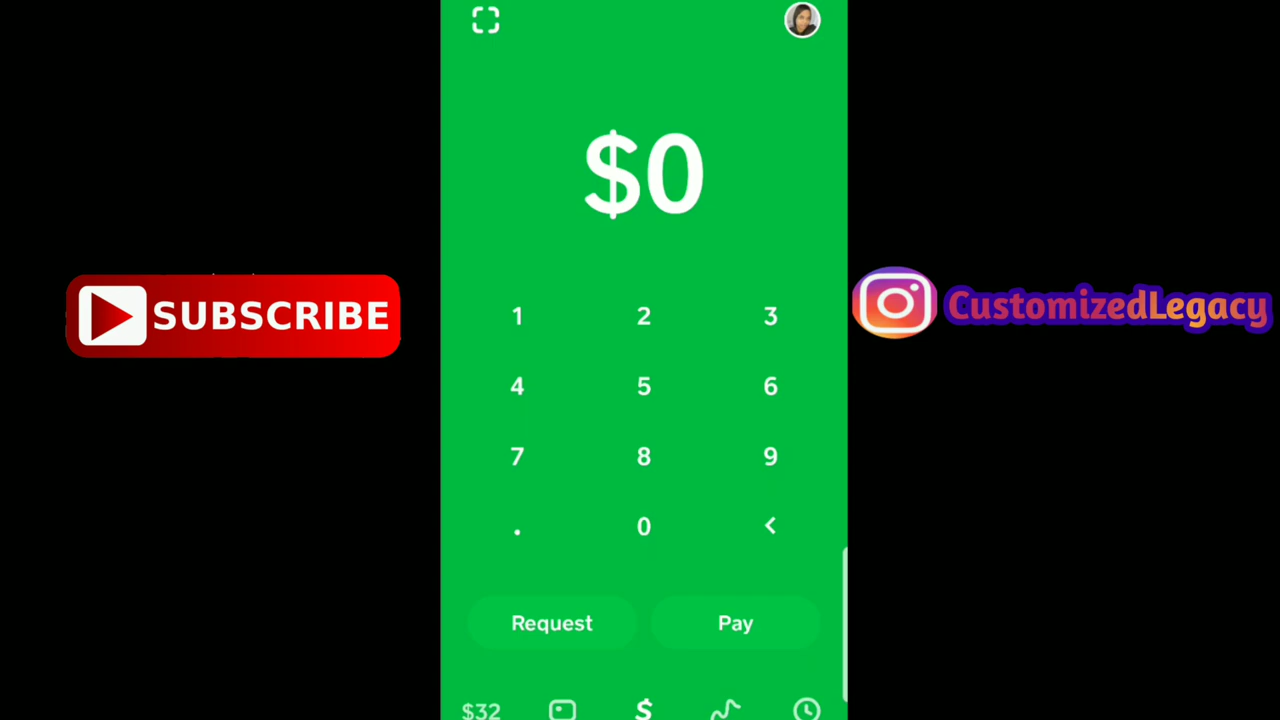 $0
SUBSCRIBE
CustomizedLegacy
1 2 3
4 5 6
7 8 9
. 0 <
Request Pay
$32 $